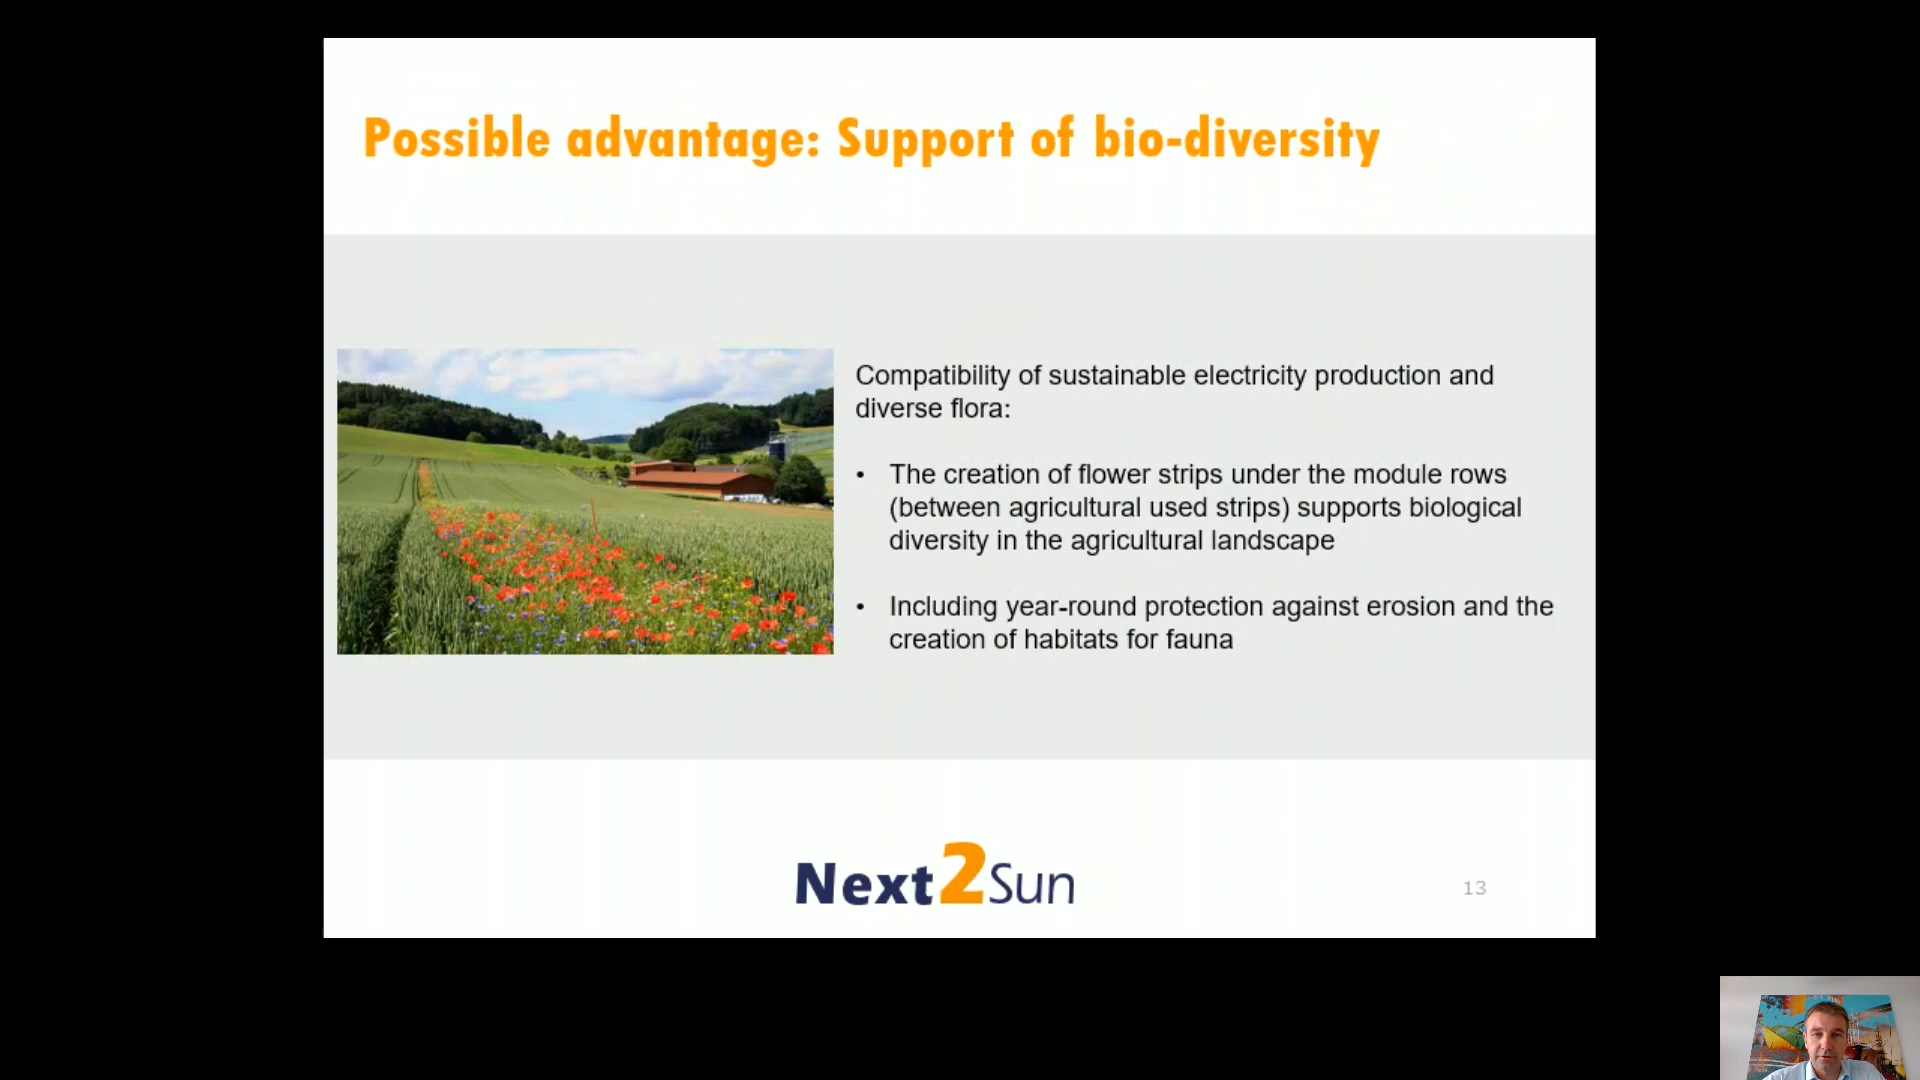 Possible advantage: Support of bio-diversity
Compatibility of sustainable electricity production and
diverse flora:
• The creation of flower strips under the module rows
(between agricultural used strips) supports biological
diversity in the agricultural landscape
• Including year-round protection against erosion and the
creation of habitats for fauna
Next2Sun
13